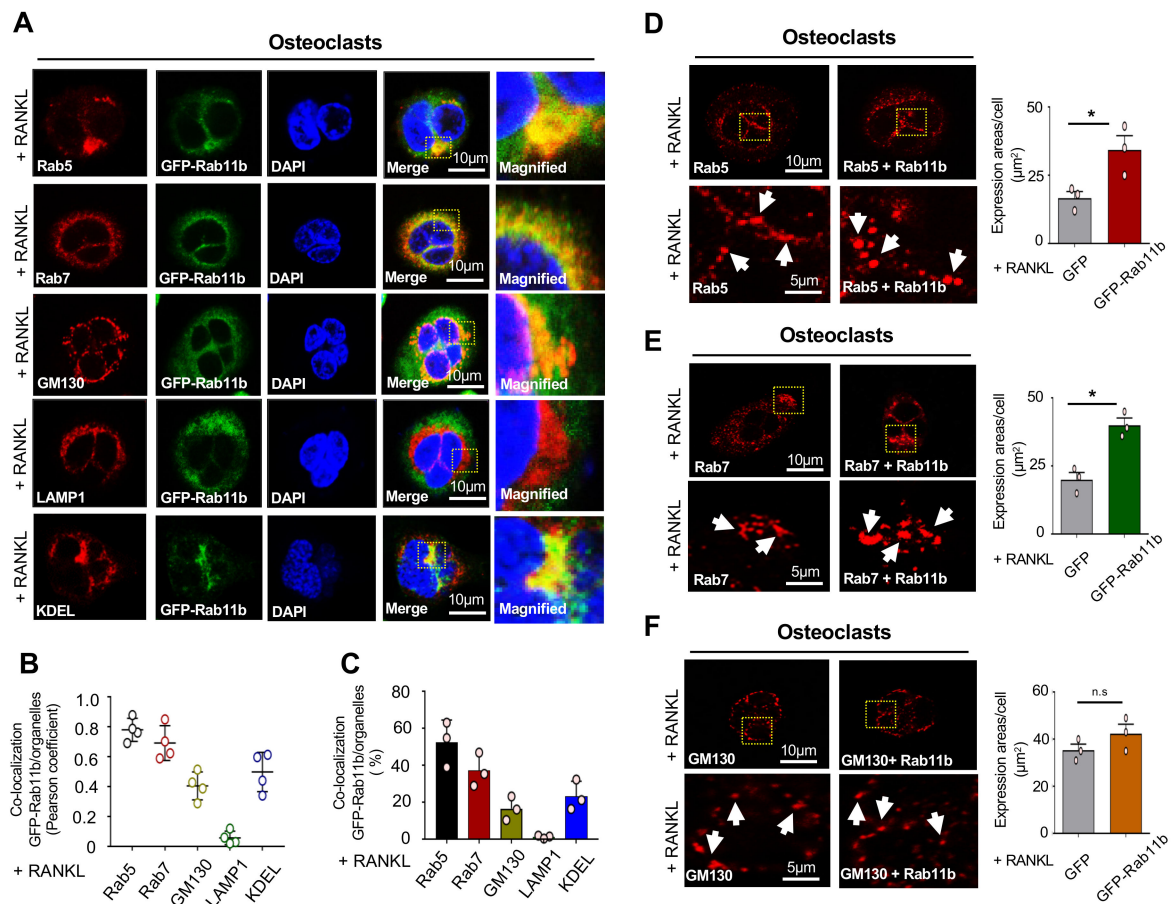 A
Osteoclasts
+ RANKL
Rab5
GFP-Rab11b
DAPI
Merge
10μm
Magnified
+ RANKL
Rab7
GFP-Rab11b
DAPI
Merge
10μm
Magnified
+ RANKL
GM130
GFP-Rab11b
DAPI
Merge
10μm
Magnified
+ RANKL
LAMP1
GFP-Rab11b
DAPI
Merge
10μm
Magnified
+ RANKL
KDEL
GFP-Rab11b
DAPI
Merge
10μm
Magnified
B
Co-localization
GFP-Rab11b/organelles
(Pearson coefficient)
1.0
0.8
0.6
0.4
0.2
0
+ RANKL
Rab5
Rab7
GM130
LAMP1
KDEL
C
Co-localization
GFP-Rab11b/organelles
( %)
80
60
40
20
0
+ RANKL
Rab5
Rab7
GM130
LAMP1
KDEL
D
Osteoclasts
+ RANKL
Rab5
10μm
Rab5 + Rab11b
+ RANKL
Rab5
5μm
Rab5 + Rab11b
Expression areas/cell
(μm²)
50
25
0
*
+ RANKL
GFP
GFP-Rab11b
E
Osteoclasts
+ RANKL
Rab7
10μm
Rab7 + Rab11b
+ RANKL
Rab7
5μm
Rab7 + Rab11b
Expression areas/cell
(μm²)
50
25
0
*
+ RANKL
GFP
GFP-Rab11b
F
Osteoclasts
+ RANKL
GM130
10μm
GM130+ Rab11b
+ RANKL
GM130
5μm
GM130 + Rab11b
Expression areas/cell
(μm²)
60
40
20
0
n.s
+ RANKL
GFP
GFP-Rab11b